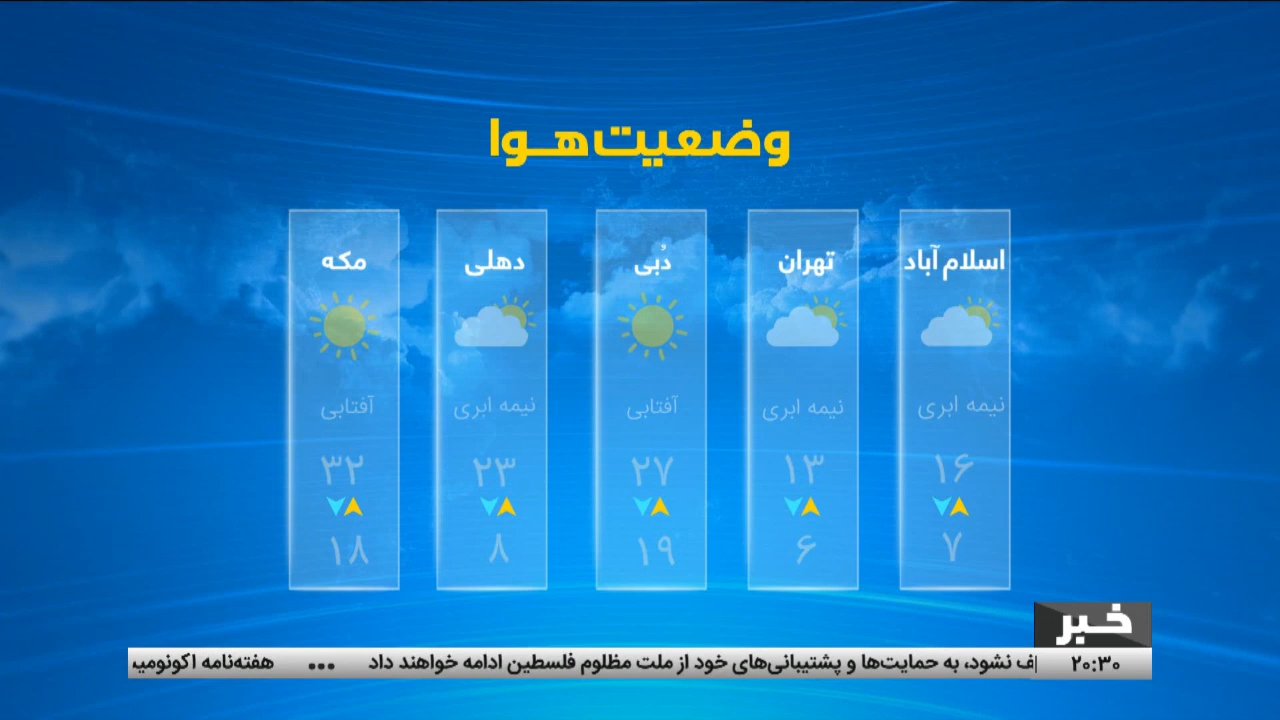 وضعیت هوا
اسلام آباد
نیمه ابری
۱۶
۷
تهران
نیمه ابری
۱۳
۶
دُبی
آفتابی
۲۷
۱۹
دهلی
نیمه ابری
۲۳
۸
مکه
آفتابی
۳۲
۱۸
خبر
۲۰:۳۰
نشود، به حمایت‌ها و پشتیبانی‌های خود از ملت مظلوم فلسطین ادامه خواهند داد ... هفته‌نامه